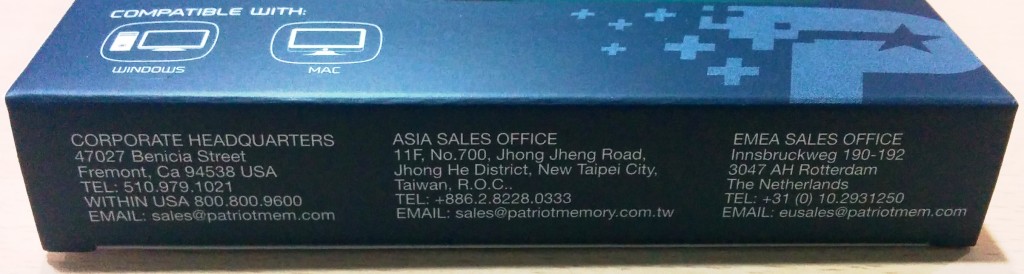 COMPATIBLE WITH:
WINDOWS
MAC
CORPORATE HEADQUARTERS
47027 Benicia Street
Fremont, Ca 94538 USA
TEL: 510.979.1021
WITHIN USA 800.800.9600
EMAIL: sales@patriotmem.com
ASIA SALES OFFICE
11F, No.700, Jhong Jheng Road,
Jhong He District, New Taipei City,
Taiwan, R.O.C..
TEL: +886.2.8228.0333
EMAIL: sales@patriotmemory.com.tw
EMEA SALES OFFICE
Innsbruckweg 190-192
3047 AH Rotterdam
The Netherlands
TEL: +31 (0) 10.2931250
EMAIL: eusales@patriotmem.com